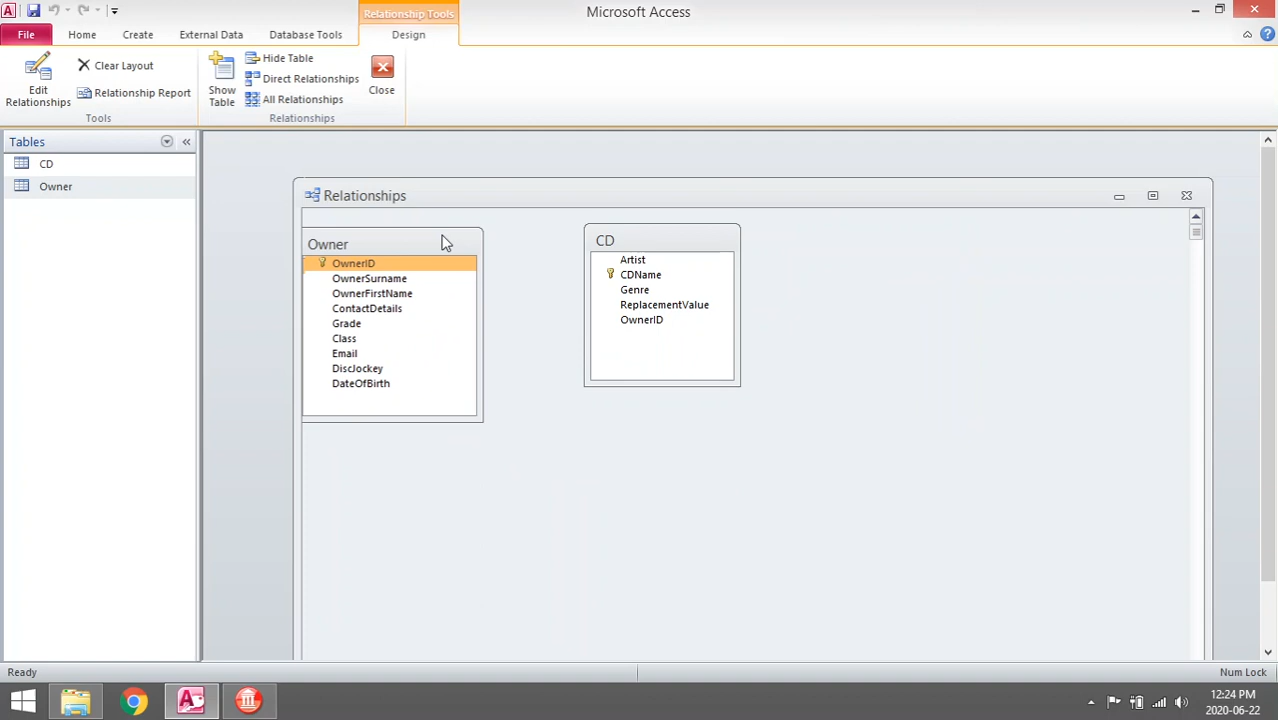 Relationship Tools
Microsoft Access
File
Home
Create
External Data
Database Tools
Design
Edit
Relationships
Clear Layout
Relationship Report
Tools
Show
Table
Hide Table
Direct Relationships
All Relationships
Close
Relationships
Tables
CD
Owner
Relationships
Owner
OwnerID
OwnerSurname
OwnerFirstName
ContactDetails
Grade
Class
Email
DiscJockey
DateOfBirth
CD
Artist
CDName
Genre
ReplacementValue
OwnerID
Ready
Num Lock
12:24 PM
2020-06-22